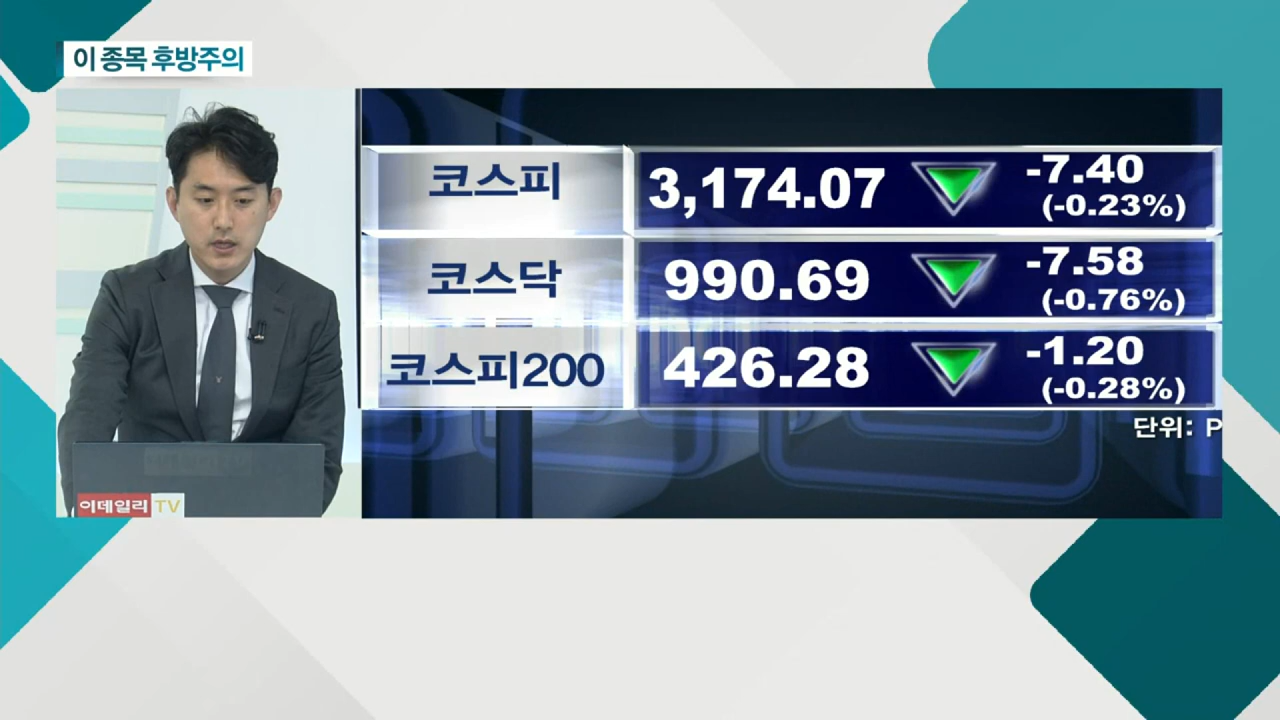 이 종목 후방주의
코스피 3,174.07 -7.40 (-0.23%)
코스닥 990.69 -7.58 (-0.76%)
코스피200 426.28 -1.20 (-0.28%)
단위: P
이데일리TV